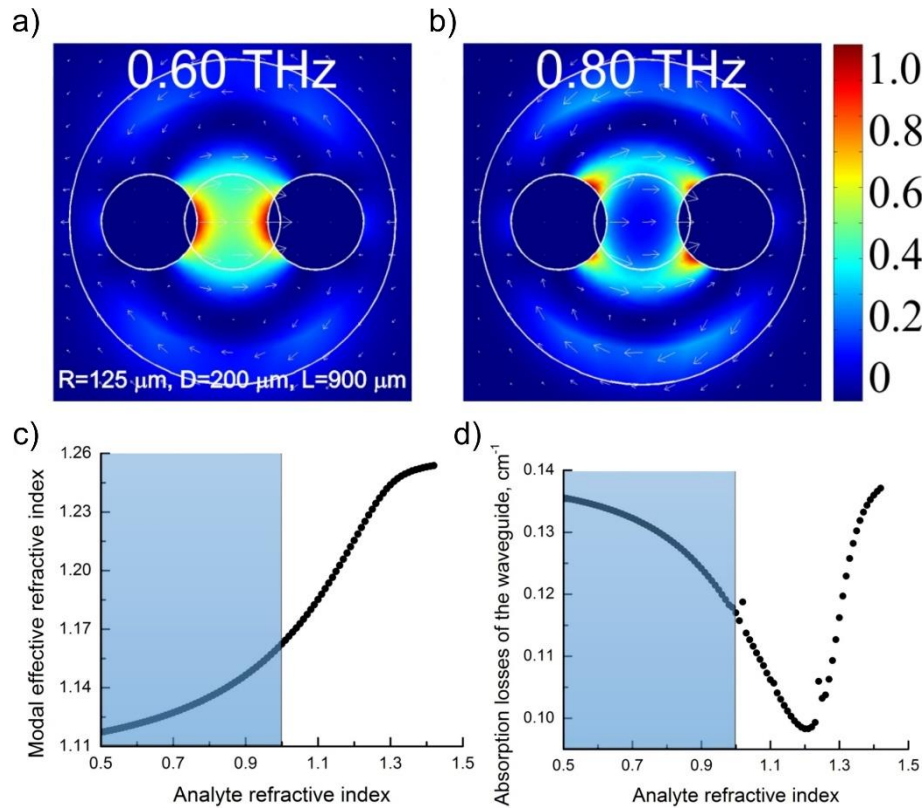 a)
0.60 THz
R=125 μm, D=200 μm, L=900 μm
b)
0.80 THz
1.0
0.8
0.6
0.4
0.2
0
c)
Modal effective refractive index
1.26
1.23
1.20
1.17
1.14
1.11
0.5 0.7 0.9 1.1 1.3 1.5
Analyte refractive index
d)
Absorption losses of the waveguide, cm⁻¹
0.14
0.13
0.12
0.11
0.10
0.5 0.7 0.9 1.1 1.3 1.5
Analyte refractive index